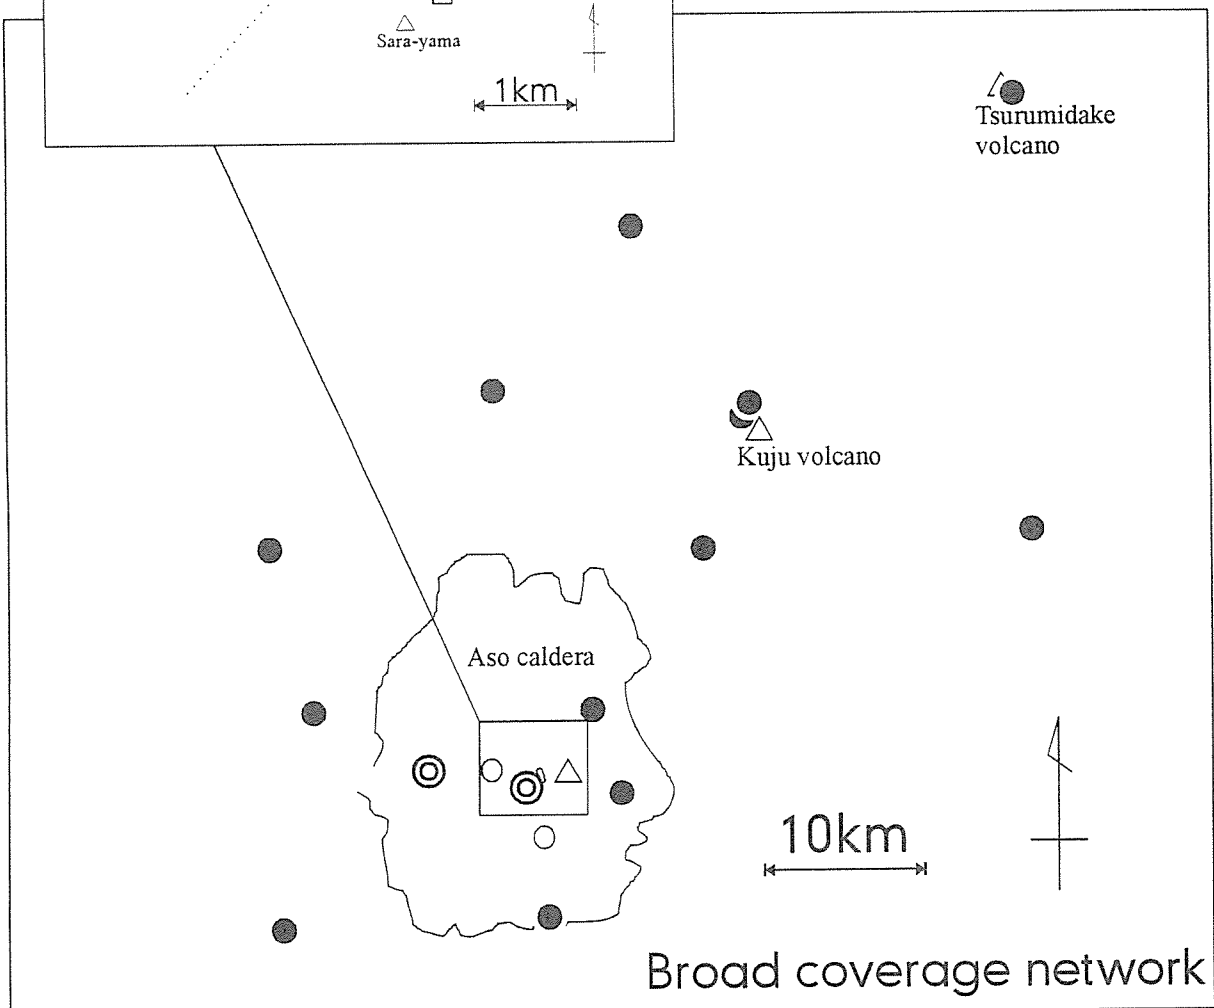 Sara-yama
1km
Tsurumidake
volcano
Kuju volcano
Aso caldera
10km
Broad coverage network